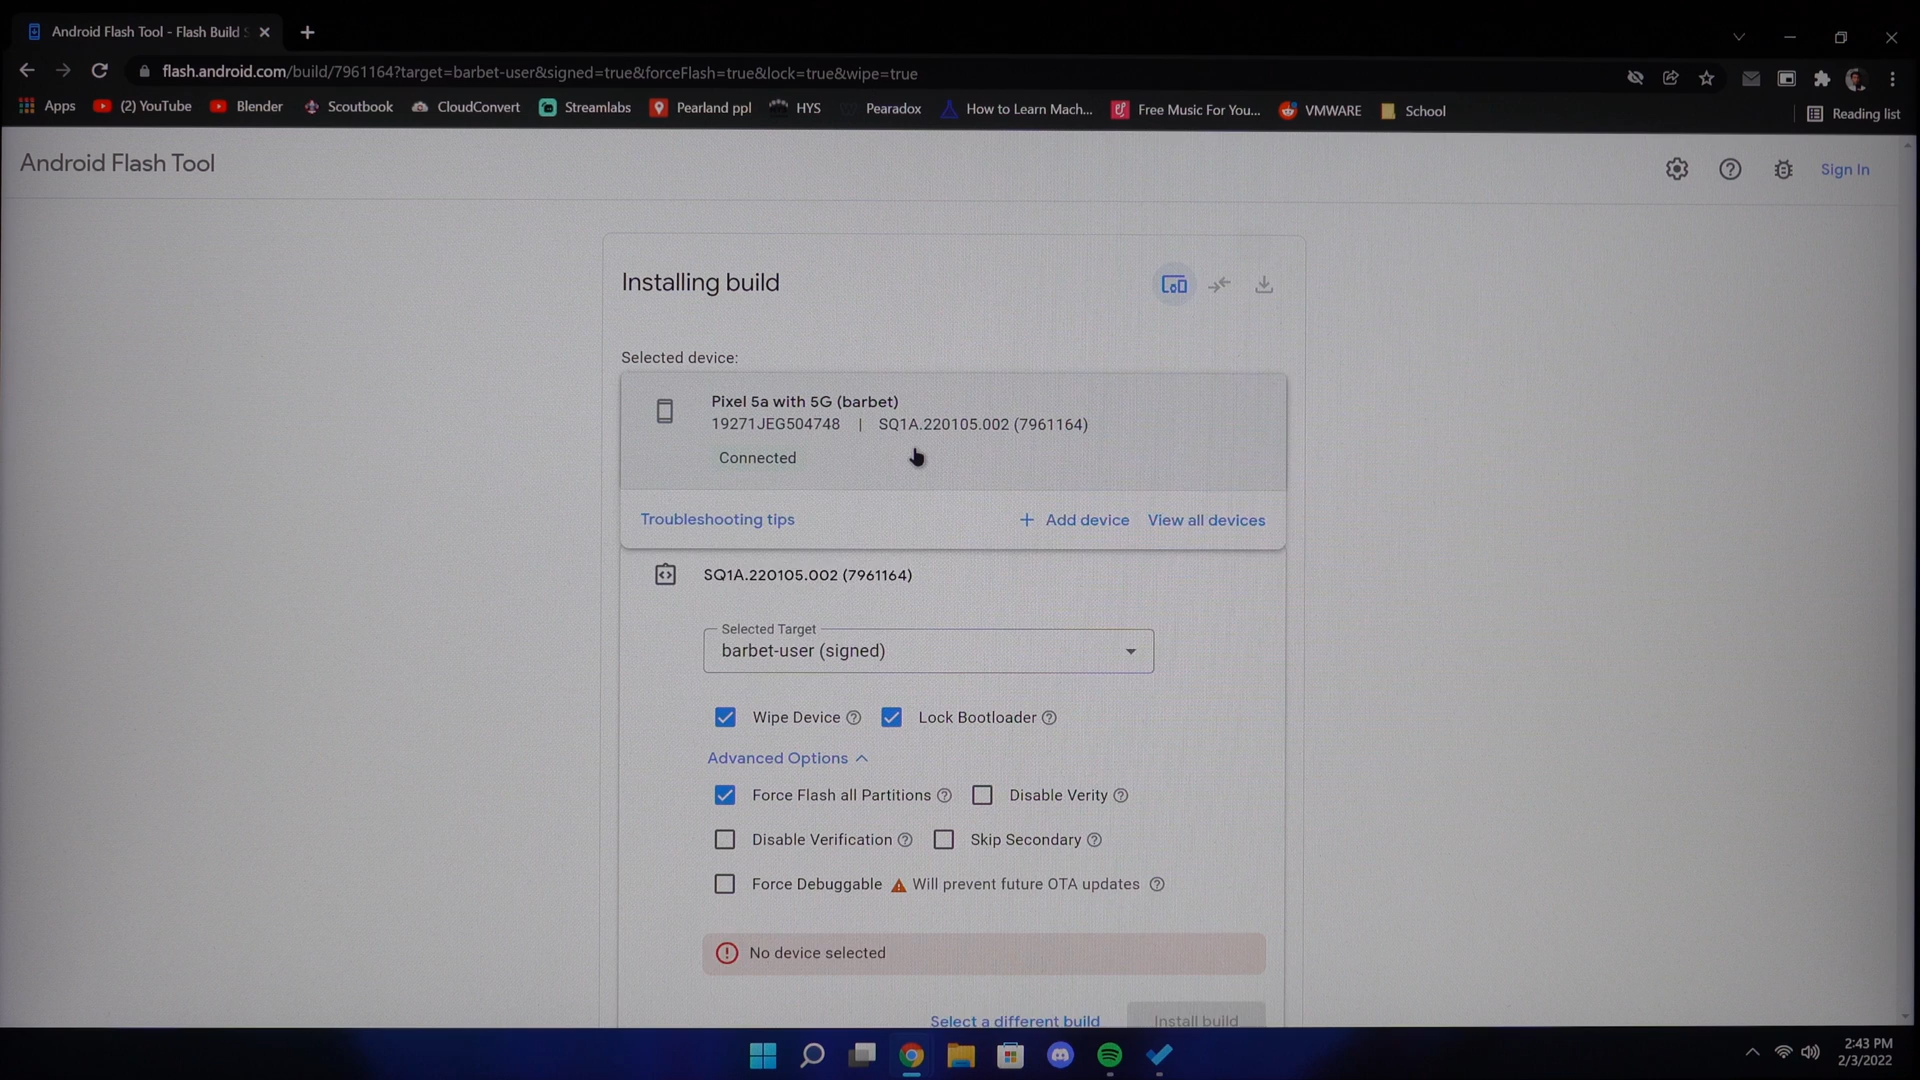 Android Flash Tool - Flash Build S
flash.android.com/build/7961164?target=barbet-user&signed=true&forceFlash=true&lock=true&wipe=true
Apps (2) YouTube Blender Scoutbook CloudConvert Streamlabs Pearland ppl HYS Pearadox How to Learn Mach... Free Music For You... VMWARE School Reading list
Android Flash Tool Sign In
Installing build
Selected device:
Pixel 5a with 5G (barbet)
19271JEG504748 | SQ1A.220105.002 (7961164)
Connected
Troubleshooting tips + Add device View all devices
SQ1A.220105.002 (7961164)
Selected Target
barbet-user (signed)
Wipe Device Lock Bootloader
Advanced Options
Force Flash all Partitions Disable Verity
Disable Verification Skip Secondary
Force Debuggable Will prevent future OTA updates
No device selected
Select a different build Install build
2:43 PM
2/3/2022